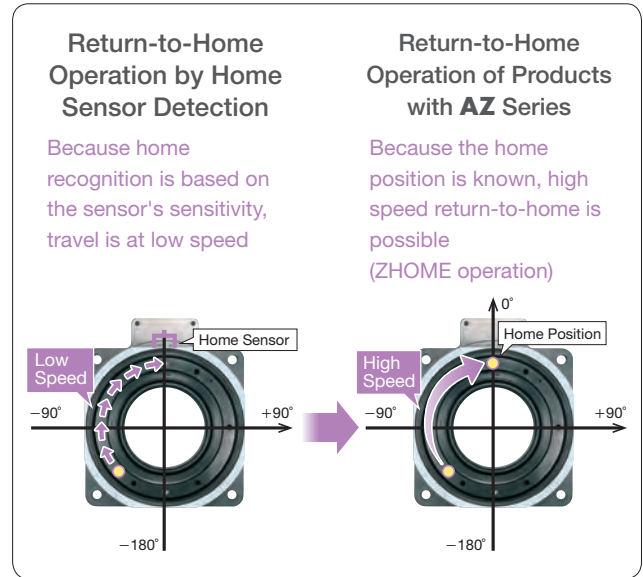 Return-to-Home
Operation by Home
Sensor Detection
Because home
recognition is based on
the sensor's sensitivity,
travel is at low speed
Home Sensor
Low
Speed
−90˚
+90˚
−180˚
Return-to-Home
Operation of Products
with AZ Series
Because the home
position is known, high
speed return-to-home is
possible
(ZHOME operation)
0˚
Home Position
High
Speed
−90˚
+90˚
−180˚